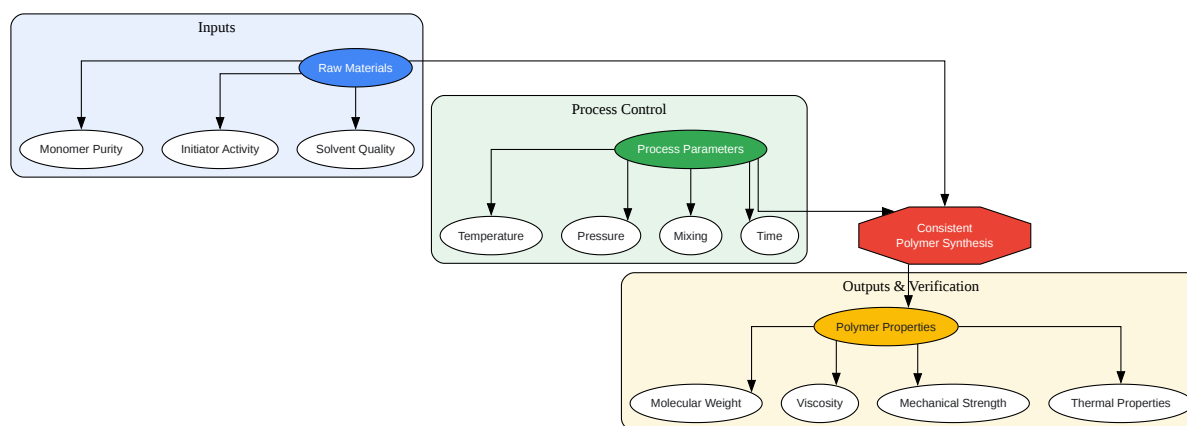 Inputs
Raw Materials
Monomer Purity
Initiator Activity
Solvent Quality
Process Control
Process Parameters
Temperature
Pressure
Mixing
Time
Consistent
Polymer Synthesis
Outputs & Verification
Polymer Properties
Molecular Weight
Viscosity
Mechanical Strength
Thermal Properties